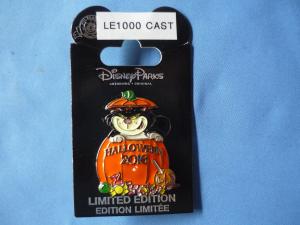 LE1000 CAST
Disney Parks
HALLOWEEN
2016
LIMITED EDITION
EDITION LIMITÉE